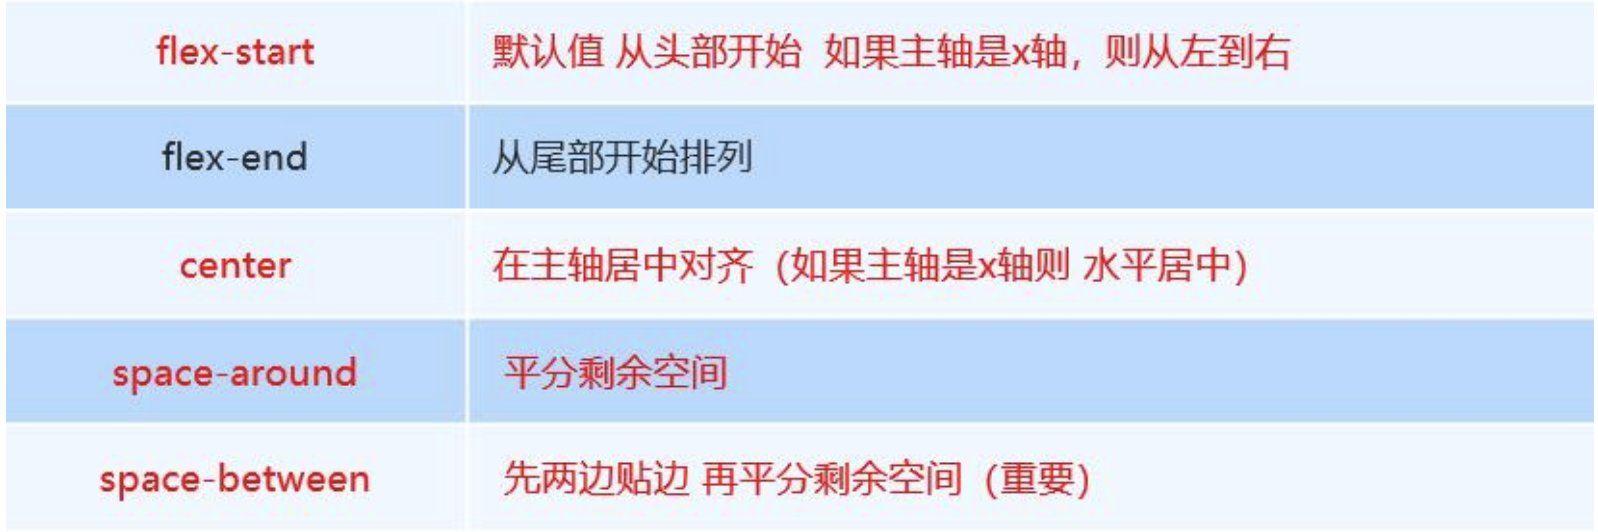 flex-start 默认值 从头部开始 如果主轴是x轴，则从左到右
flex-end 从尾部开始排列
center 在主轴居中对齐（如果主轴是x轴则 水平居中）
space-around 平分剩余空间
space-between 先两边贴边 再平分剩余空间（重要）